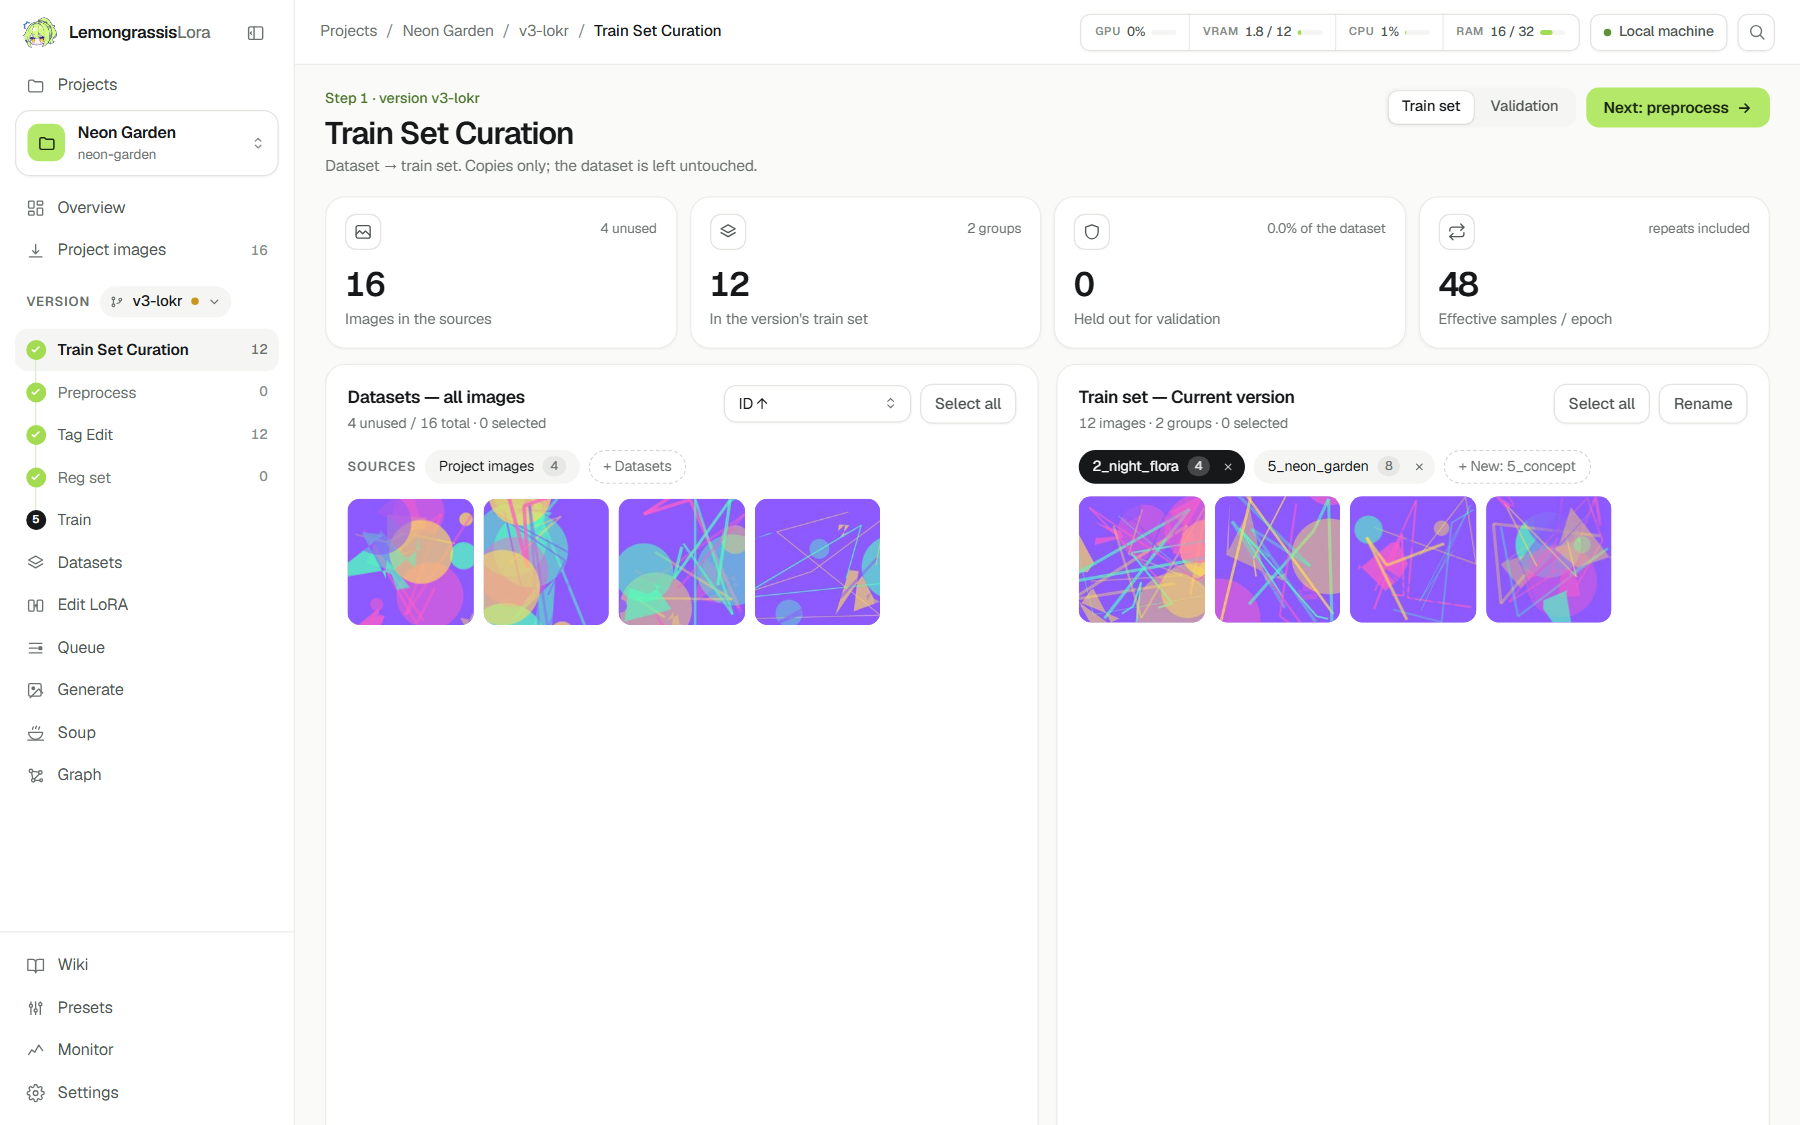 LemongrassisLora
Projects
Neon Garden
neon-garden
Overview
Project images 16
VERSION v3-lokr
Train Set Curation 12
Preprocess 0
Tag Edit 12
Reg set 0
5 Train
Datasets
Edit LoRA
Queue
Generate
Soup
Graph
Wiki
Presets
Monitor
Settings
Projects / Neon Garden / v3-lokr / Train Set Curation
GPU 0% VRAM 1.8 / 12 CPU 1% RAM 16 / 32
Local machine
Step 1 · version v3-lokr
Train Set Curation
Dataset → train set. Copies only; the dataset is left untouched.
Train set Validation
Next: preprocess →
4 unused
16
Images in the sources
2 groups
12
In the version's train set
0.0% of the dataset
0
Held out for validation
repeats included
48
Effective samples / epoch
Datasets — all images
4 unused / 16 total · 0 selected
ID ↑
Select all
SOURCES Project images 4 + Datasets
Train set — Current version
12 images · 2 groups · 0 selected
Select all
Rename
2_night_flora 4 × 5_neon_garden 8 × + New: 5_concept